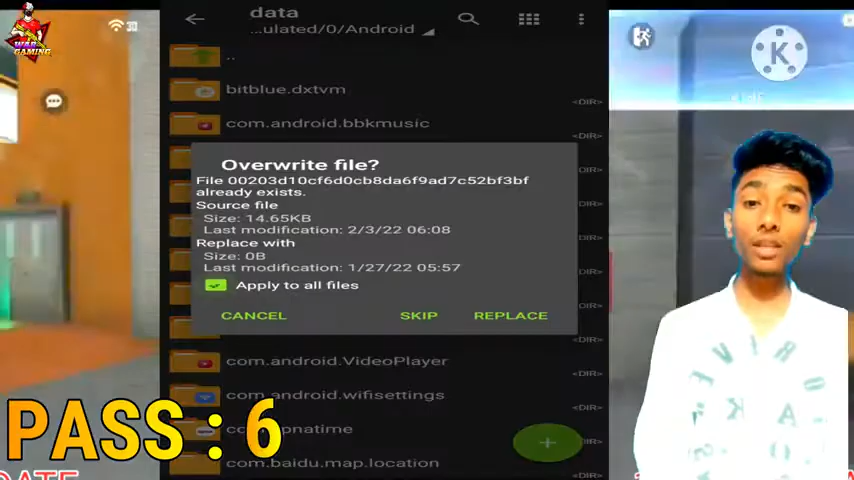 WAR
GAMING
data
...ulated/0/Android
..
bitblue.dxtvm
<DIR>
com.android.bbkmusic
<DIR>
Overwrite file?
File 00203d10cf6d0cb8da6f9ad7c52bf3bf
already exists.
Source file
Size: 14.65KB
Last modification: 2/3/22 06:08
Replace with
Size: 0B
Last modification: 1/27/22 05:57
Apply to all files
CANCEL
SKIP
REPLACE
com.android.VideoPlayer
<DIR>
com.android.wifisettings
<DIR>
<DIR>
com.baidu.map.location
<DIR>
PASS : 6
K